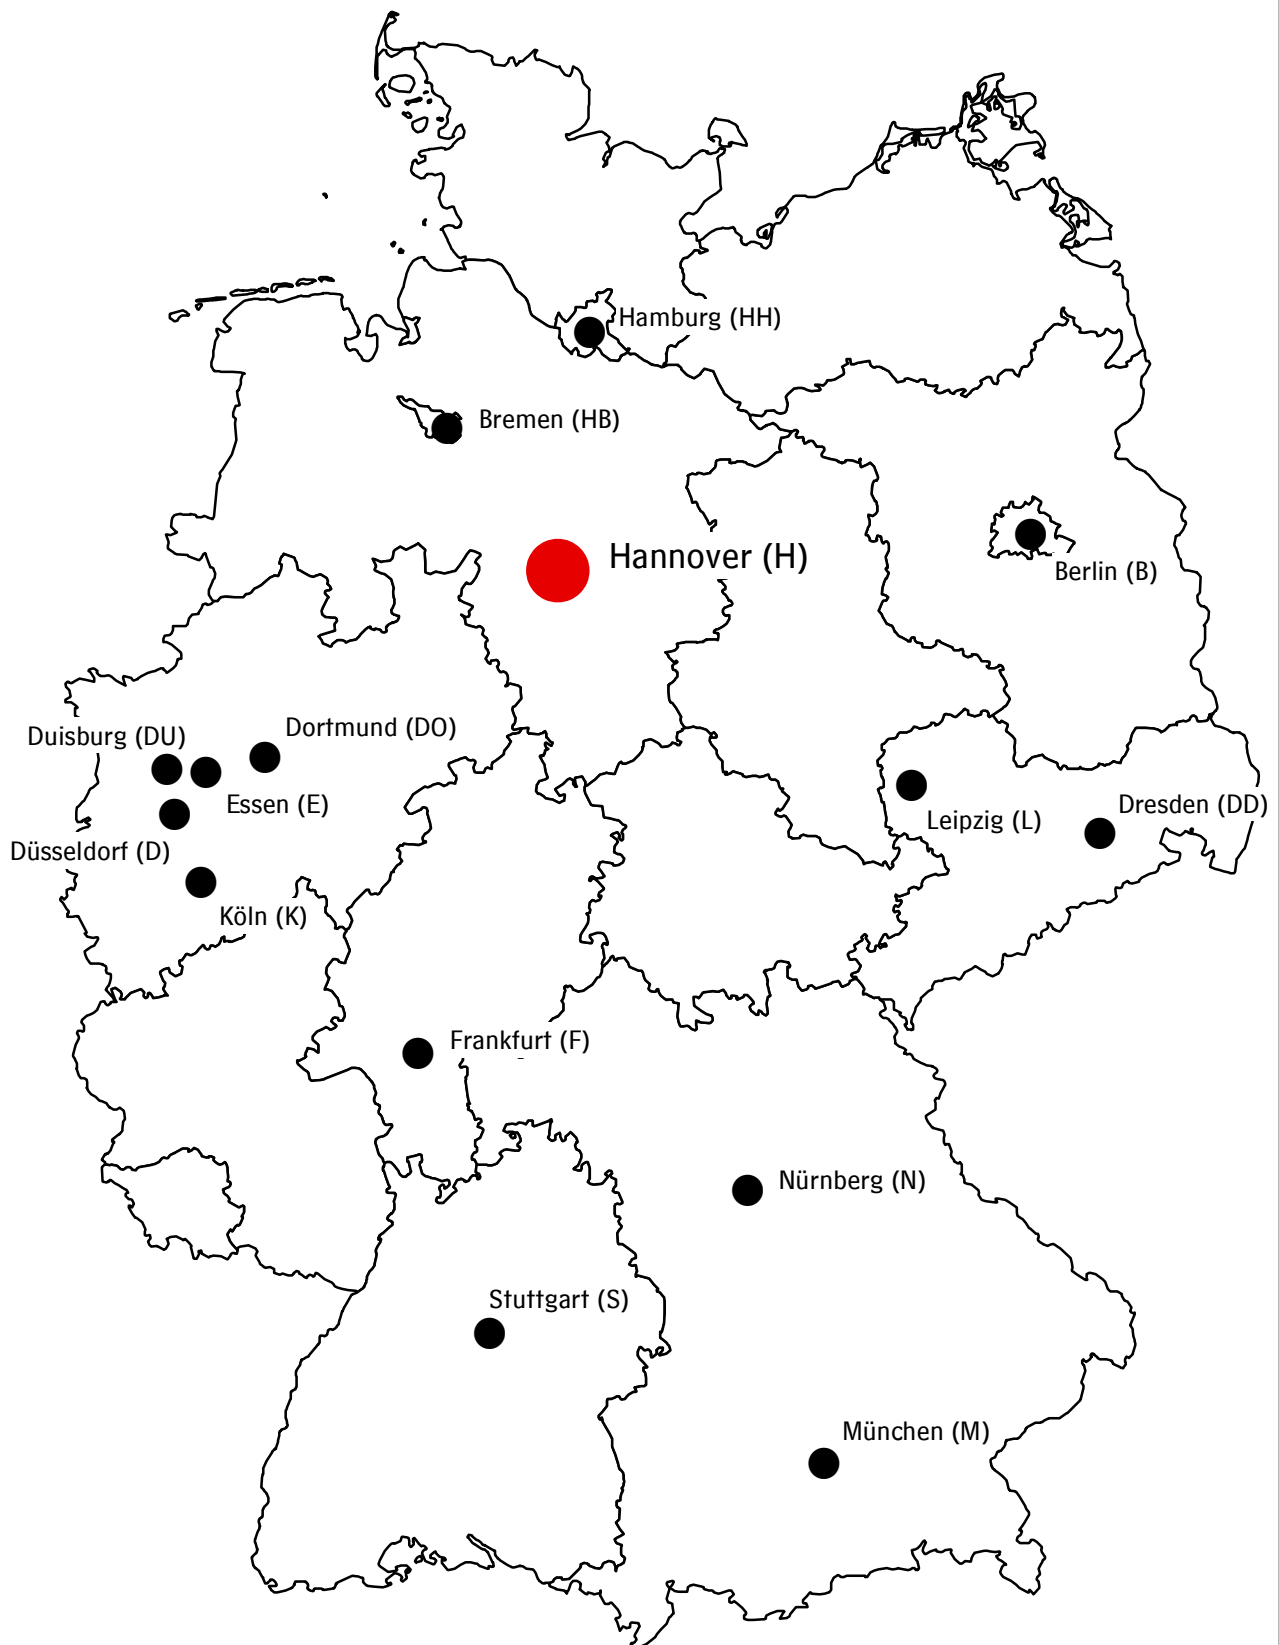 Hamburg (HH)
Bremen (HB)
Hannover (H)
Berlin (B)
Duisburg (DU)
Dortmund (DO)
Essen (E)
Leipzig (L)
Dresden (DD)
Düsseldorf (D)
Köln (K)
Frankfurt (F)
Nürnberg (N)
Stuttgart (S)
München (M)